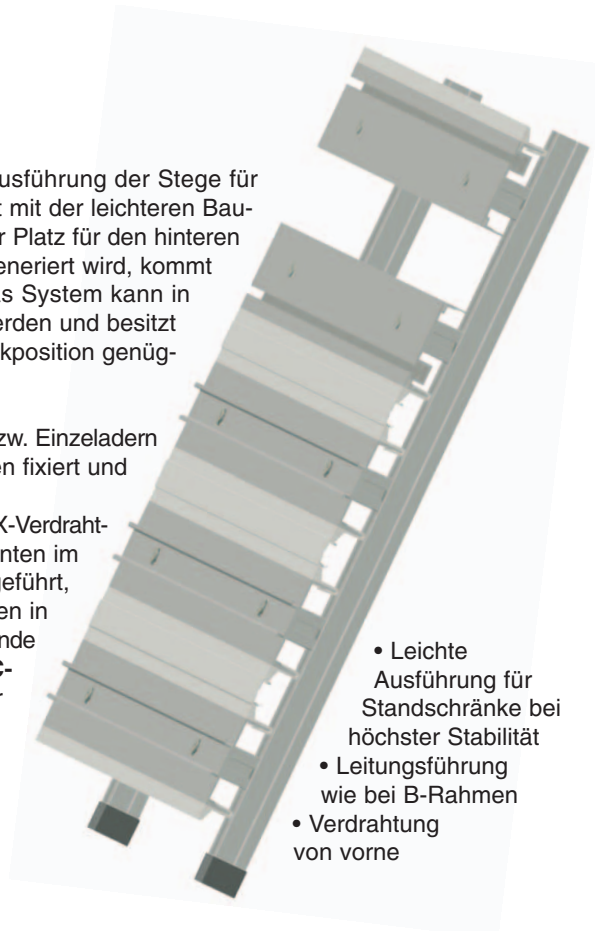 usführung der Stege für
t mit der leichteren Bau-
r Platz für den hinteren
eneriert wird, kommt
as System kann in
erden und besitzt
kposition genüg-
zw. Einzeladern
en fixiert und
X-Verdraht-
nten im
eführt,
en in
nde
C-
• Leichte
Ausführung für
Standschränke bei
höchster Stabilität
• Leitungsführung
wie bei B-Rahmen
• Verdrahtung
von vorne